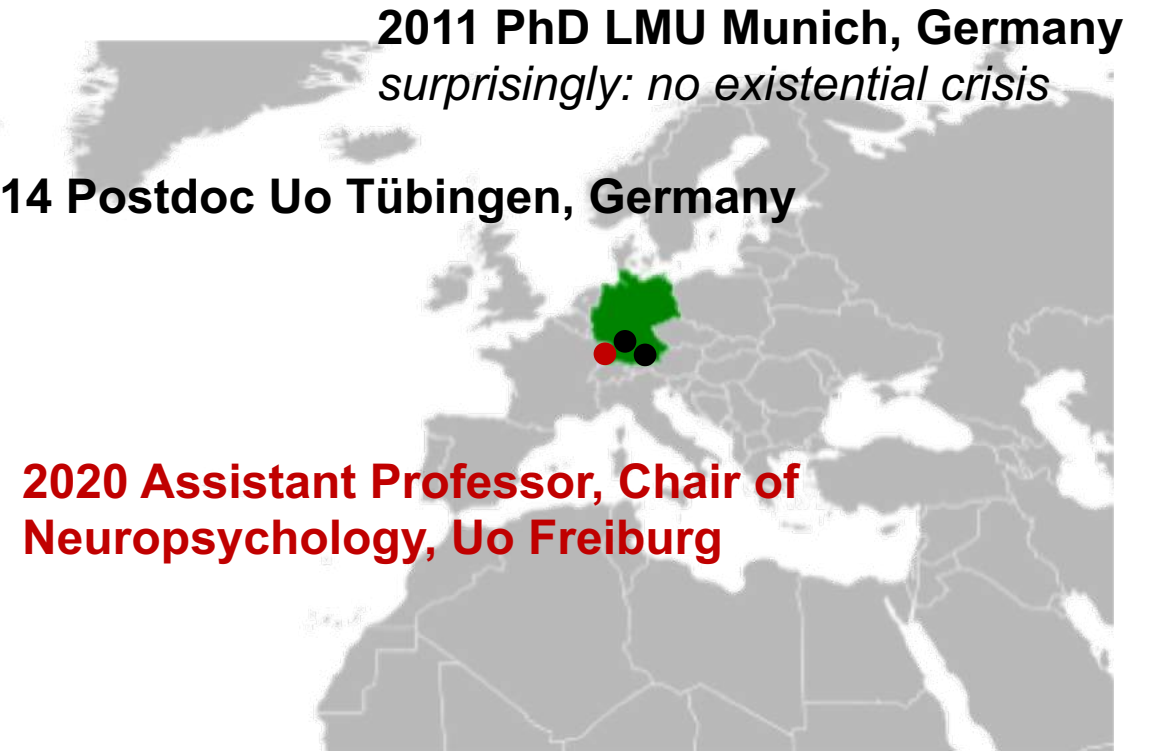 2011 PhD LMU Munich, Germany
surprisingly: no existential crisis
14 Postdoc Uo Tübingen, Germany
2020 Assistant Professor, Chair of
Neuropsychology, Uo Freiburg